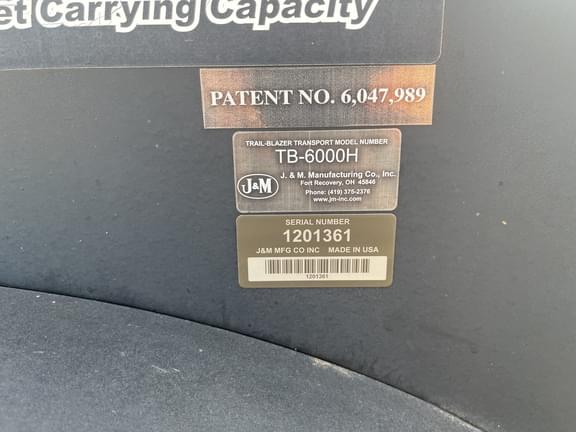 et Carrying Capacity
PATENT NO. 6,047,989
TRAIL-BLAZER TRANSPORT MODEL NUMBER
TB-6000H
J&M
J. & M. Manufacturing Co., Inc.
Fort Recovery, OH 45846
Phone: (419) 375-2376
www.jm-inc.com
SERIAL NUMBER
1201361
J&M MFG CO INC MADE IN USA
1201361